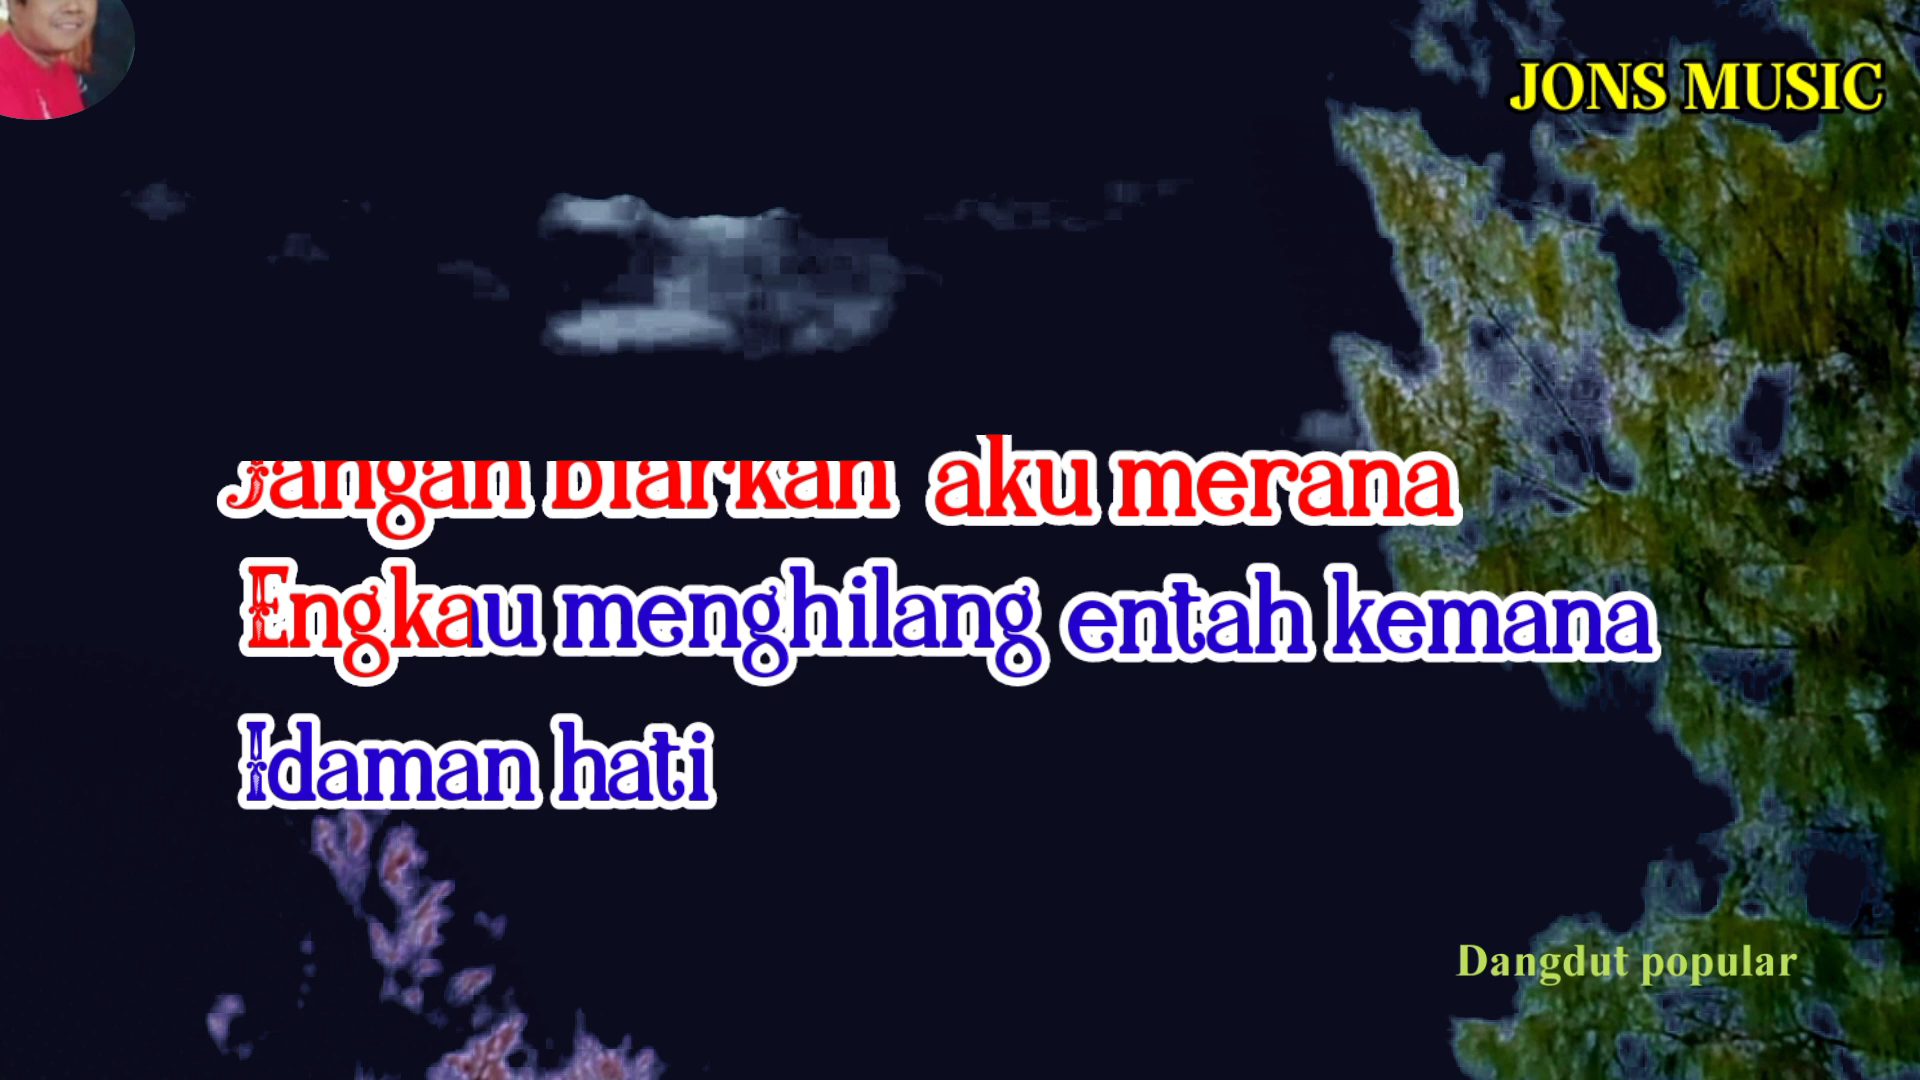 JONS MUSIC
Jangan biarkan aku merana
Engkau menghilang entah kemana
Idaman hati
Dangdut popular